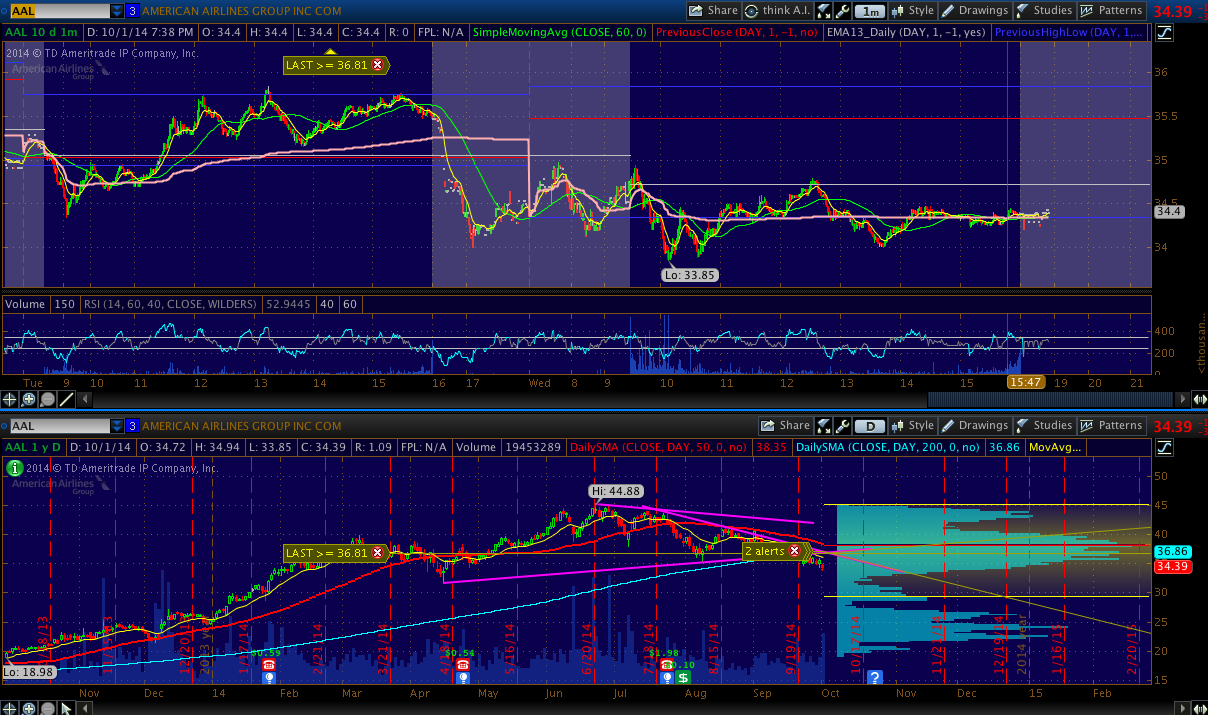 AAL 3 AMERICAN AIRLINES GROUP INC COM Share think A.I. 1m Style Drawings Studies Patterns 34.39
AAL 10 d 1m D: 10/1/14 7:38 PM O: 34.4 H: 34.4 L: 34.4 C: 34.4 R: 0 FPL: N/A SimpleMovingAvg (CLOSE, 60, 0) PreviousClose (DAY, 1, -1, no) EMA13_Daily (DAY, 1, -1, yes) PreviousHighLow (DAY, 1,...
2014 © TD Ameritrade IP Company, Inc.
American Airlines
Group
LAST >= 36.81
36
35.5
35
34.5
34.4
34
Lo: 33.85
Volume 150 RSI (14, 60, 40, CLOSE, WILDERS) 52.9445 40 60
400
200
<thousan...
Tue 9 10 11 12 13 14 15 16 17 Wed 8 9 10 11 12 13 14 15 15:47 19 20 21
AAL 3 AMERICAN AIRLINES GROUP INC COM Share D Style Drawings Studies Patterns 34.39
AAL 1 y D D: 10/1/14 O: 34.72 H: 34.94 L: 33.85 C: 34.39 R: 1.09 FPL: N/A Volume 19453289 DailySMA (CLOSE, DAY, 50, 0, no) 38.35 DailySMA (CLOSE, DAY, 200, 0, no) 36.86 MovAvg...
2014 © TD Ameritrade IP Company, Inc.
American Airlines
Group
Hi: 44.88
LAST >= 36.81
2 alerts
50
45
40
36.86
34.39
30
25
20
15
2013 year
1/17/14
2/21/14
3/21/14
4/18/14
5/16/14
6/20/14
8/15/14
9/19/14
10/17/14
11/21/14
12/19/14
2014 year
1/16/15
2/20/15
$0.59
$0.54
$1.98
$0.10
Lo: 18.98
Nov Dec 14 Feb Mar Apr May Jun Jul Aug Sep Oct Nov Dec 15 Feb